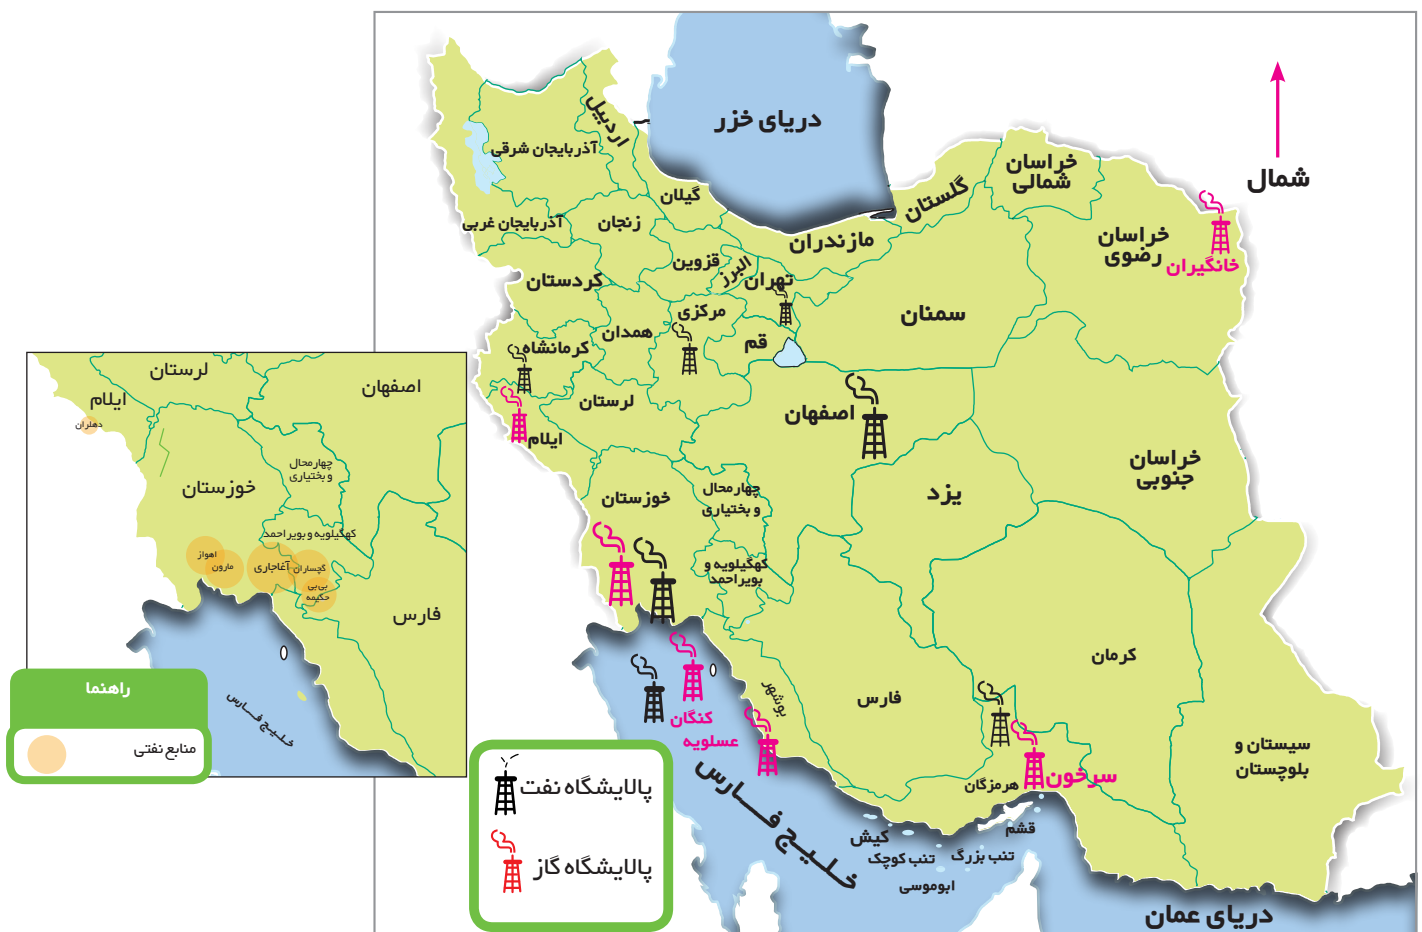 دریای خزر
شمال
اردبیل
آذربایجان شرقی
گیلان
گلستان
خراسان
شمالی
آذربایجان غربی
زنجان
مازندران
خراسان
رضوی
خانگیران
کردستان
قزوین
البرز
تهران
سمنان
مرکزی
همدان
قم
کرمانشاه
لرستان
اصفهان
ایلام
خراسان
جنوبی
یزد
خوزستان
چهارمحال
و بختیاری
کهگیلویه و
بویراحمد
کرمان
فارس
بوشهر
کنگان
عسلویه
سیستان و
بلوچستان
سرخون
هرمزگان
قشم
کیش
تنب بزرگ
تنب کوچک
ابوموسی
خلیج فـــارس
دریای عمان
پالایشگاه نفت
پالایشگاه گاز
لرستان
اصفهان
ایلام
دهلران
چهارمحال
و بختیاری
خوزستان
کهگیلویه و بویراحمد
اهواز
مارون
آغاجاری
گچساران
بی‌بی
حکیمه
فارس
خلیج فـــارس
راهنما
منابع نفتی